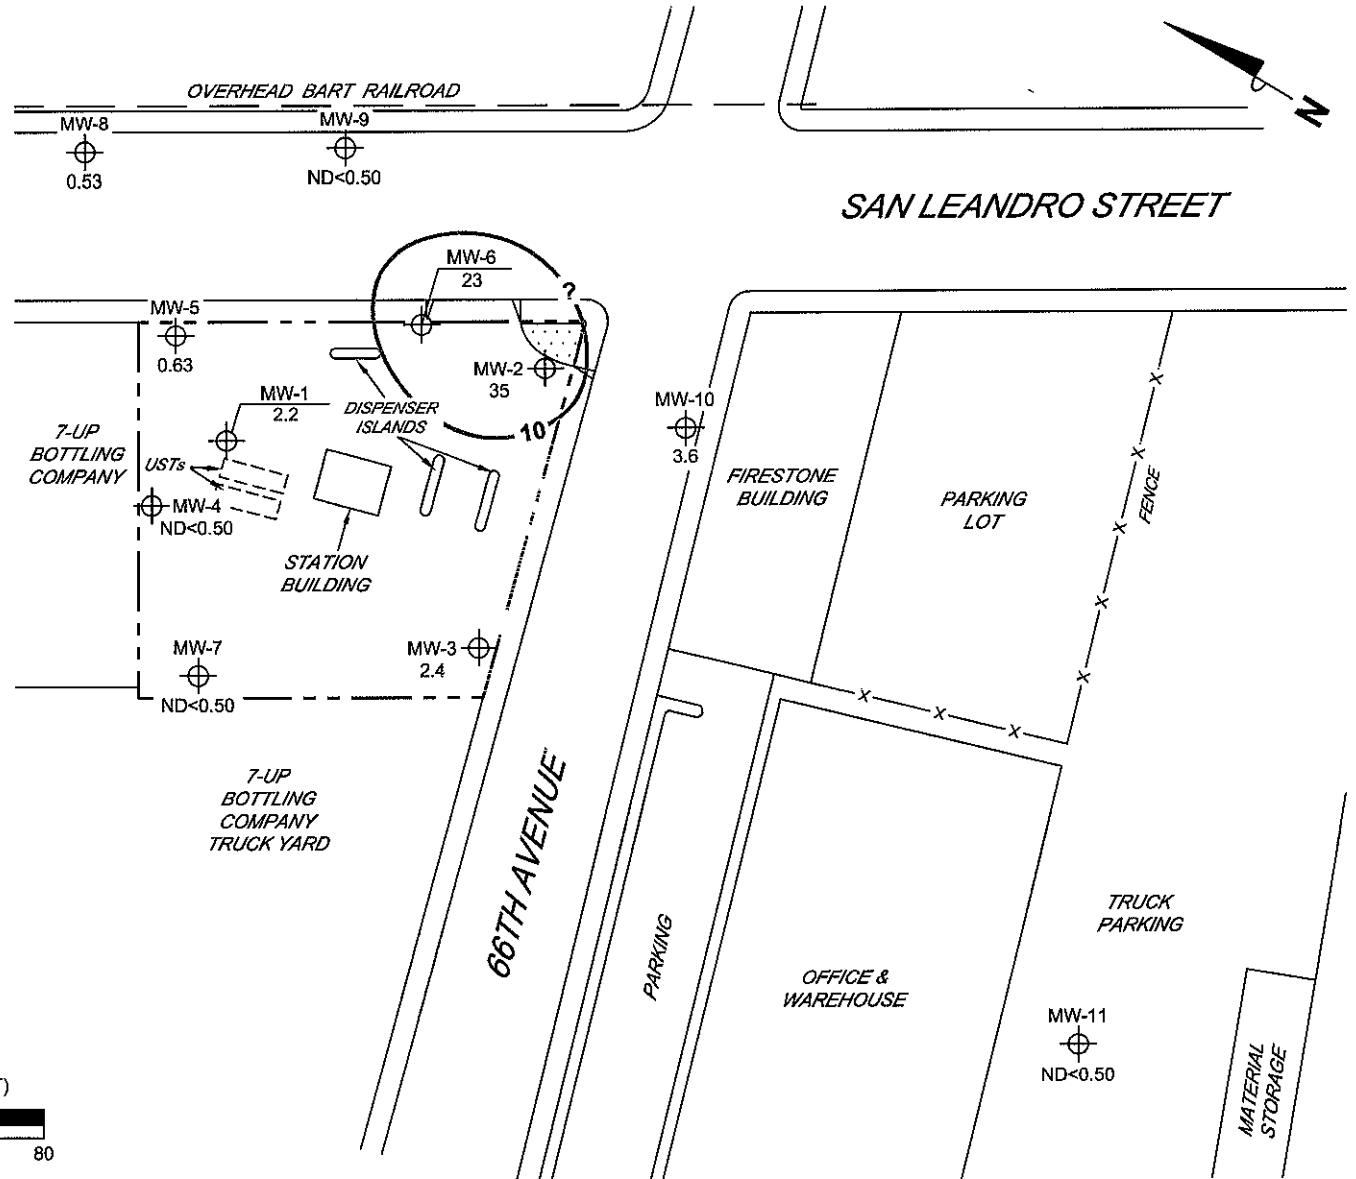 OVERHEAD BART RAILROAD
N
MW-8
0.53
MW-9
ND<0.50
SAN LEANDRO STREET
MW-6
23
?
MW-5
0.63
MW-2
35
MW-1
2.2
DISPENSER
ISLANDS
10
MW-10
3.6
7-UP
BOTTLING
COMPANY
USTs
MW-4
ND<0.50
STATION
BUILDING
FIRESTONE
BUILDING
PARKING
LOT
X
X
X
X
X
FENCE
MW-7
ND<0.50
MW-3
2.4
X
X
X
7-UP
BOTTLING
COMPANY
TRUCK YARD
66TH AVENUE
PARKING
OFFICE &
WAREHOUSE
TRUCK
PARKING
MW-11
ND<0.50
MATERIAL
STORAGE
T)
80